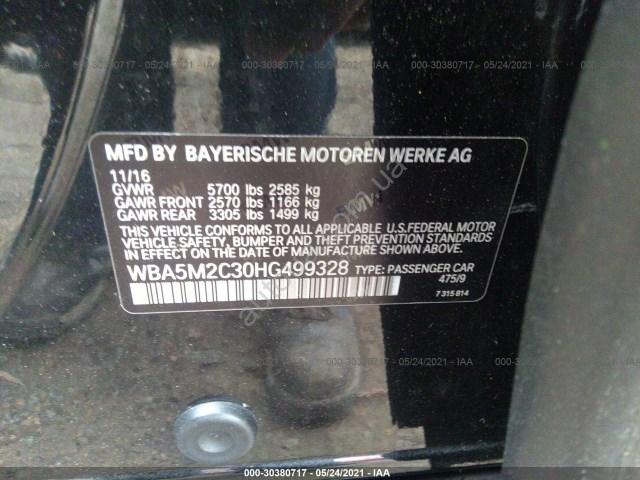 000-30380717 - 05/24/2021 - IAA
MFD BY BAYERISCHE MOTOREN WERKE AG
11/16
GVWR 5700 lbs 2585 kg
GAWR FRONT 2570 lbs 1166 kg
GAWR REAR 3305 lbs 1499 kg
THIS VEHICLE CONFORMS TO ALL APPLICABLE U.S.FEDERAL MOTOR
VEHICLE SAFETY, BUMPER AND THEFT PREVENTION STANDARDS
IN EFFECT ON THE DATE OF MANUFACTURE SHOWN ABOVE.
WBA5M2C30HG499328 TYPE: PASSENGER CAR
475/9
7315814
000-30380717 - 05/24/2021 - IAA